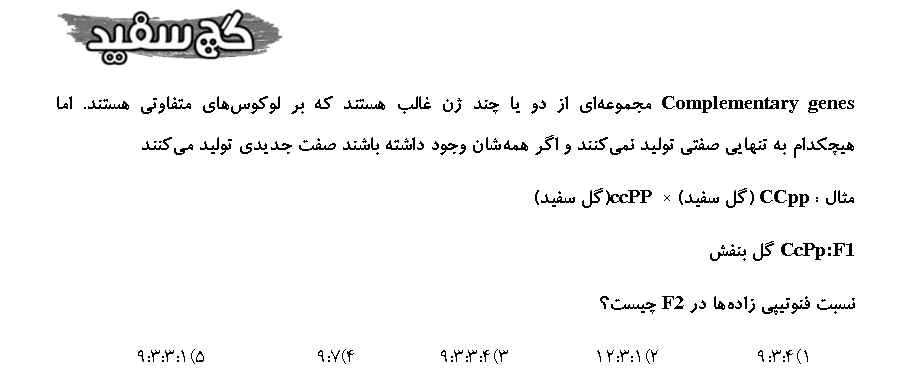 گچ سفید
Complementary genes مجموعه‌ای از دو یا چند ژن غالب هستند که بر لوکوس‌های متفاوتی هستند. اما
هیچکدام به تنهایی صفتی تولید نمی‌کنند و اگر همه‌شان وجود داشته باشند صفت جدیدی تولید می‌کنند
مثال : CCpp (گل سفید) × ccPP(گل سفید)
CcPp:F1 گل بنفش
نسبت فنوتیپی زاده‌ها در F2 چیست؟
۱) ۹:۳:۴ ۲) ۱۲:۳:۱ ۳) ۹:۳:۳:۴ ۴) ۹:۷ ۵) ۹:۳:۳:۱